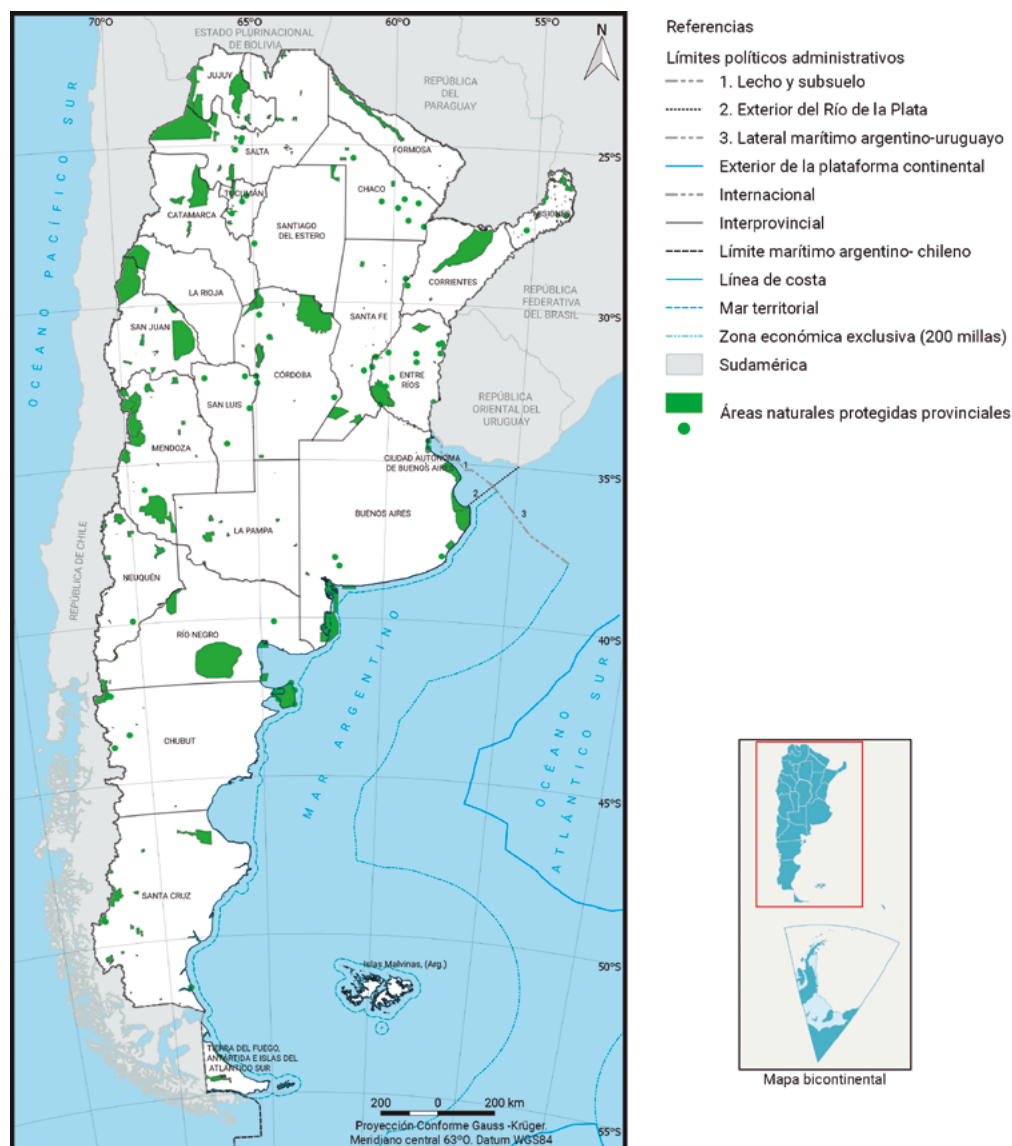 70ºO
65ºO
60ºO
55ºO
ESTADO PLURINACIONAL
DE BOLIVIA
N
JUJUY
REPÚBLICA
DEL
PARAGUAY
SALTA
FORMOSA
25ºS
CHACO
TUCUMÁN
CATAMARCA
SANTIAGO
DEL ESTERO
MISIONES
CORRIENTES
LA RIOJA
REPÚBLICA
FEDERATIVA
DEL BRASIL
SANTA FE
30ºS
SAN JUAN
CÓRDOBA
ENTRE
RÍOS
SAN LUIS
REPÚBLICA
ORIENTAL DEL
URUGUAY
MENDOZA
CIUDAD AUTÓNOMA
DE BUENOS AIRES
1
2
3
35ºS
BUENOS AIRES
LA PAMPA
NEUQUÉN
RÍO NEGRO
40ºS
CHUBUT
45ºS
SANTA CRUZ
Islas Malvinas, (Arg.)
50ºS
TIERRA DEL FUEGO,
ANTÁRTIDA E ISLAS DEL
ATLÁNTICO SUR
55ºS
OCÉANO PACÍFICO SUR
REPÚBLICA DE CHILE
MAR ARGENTINO
OCÉANO
ATLÁNTICO SUR
200 0 200 km
Proyección Conforme Gauss -Krüger.
Meridiano central 63ºO. Datum WGS84
Referencias
Límites políticos administrativos
1. Lecho y subsuelo
2. Exterior del Río de la Plata
3. Lateral marítimo argentino-uruguayo
Exterior de la plataforma continental
Internacional
Interprovincial
Límite marítimo argentino- chileno
Línea de costa
Mar territorial
Zona económica exclusiva (200 millas)
Sudamérica
Áreas naturales protegidas provinciales
Mapa bicontinental